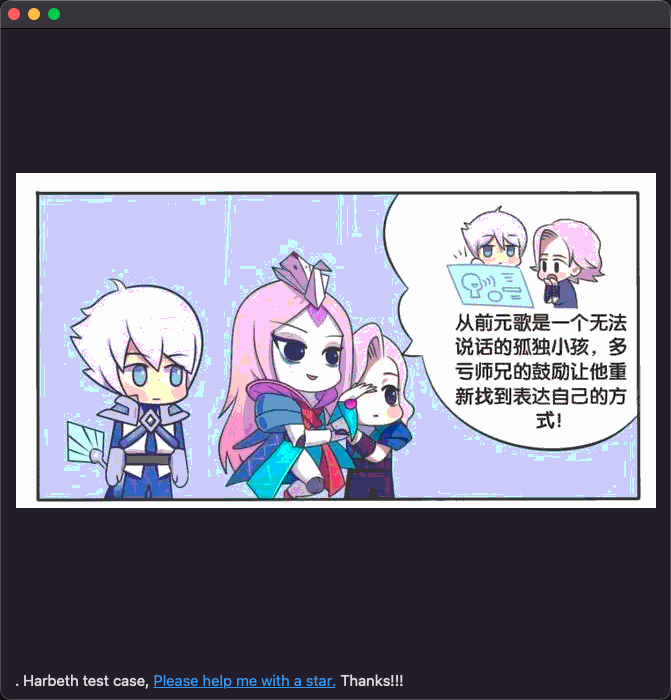 从前元歌是一个无法
说话的孤独小孩，多
亏师兄的鼓励让他重
新找到表达自己的方
式！
. Harbeth test case, Please help me with a star. Thanks!!!